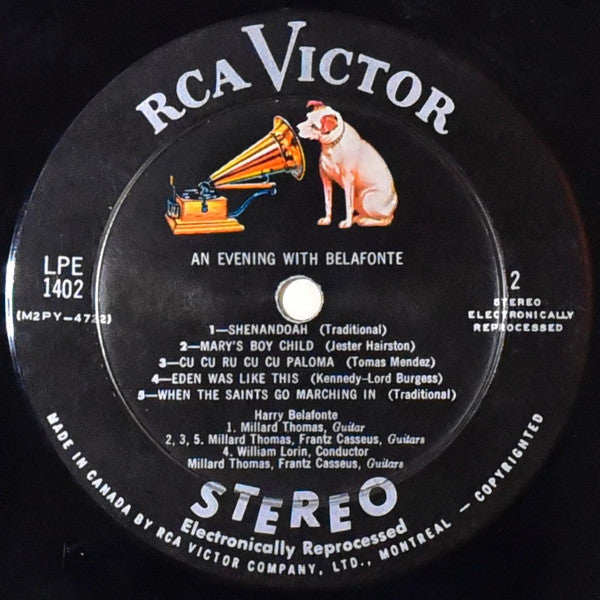 RCA VICTOR
AN EVENING WITH BELAFONTE
LPE
1402
(M2PY-4722)
2
STEREO
ELECTRONICALLY
REPROCESSED
1—SHENANDOAH (Traditional)
2—MARY'S BOY CHILD (Jester Hairston)
3—CU CU RU CU CU PALOMA (Tomas Mendez)
4—EDEN WAS LIKE THIS (Kennedy-Lord Burgess)
5—WHEN THE SAINTS GO MARCHING IN (Traditional)
Harry Belafonte
1. Millard Thomas, Guitar
2, 3, 5. Millard Thomas, Frantz Casseus, Guitars
4. William Lorin, Conductor
Millard Thomas, Frantz Casseus, Guitars
STEREO
Electronically Reprocessed
MADE IN CANADA BY RCA VICTOR COMPANY, LTD., MONTREAL — COPYRIGHTED